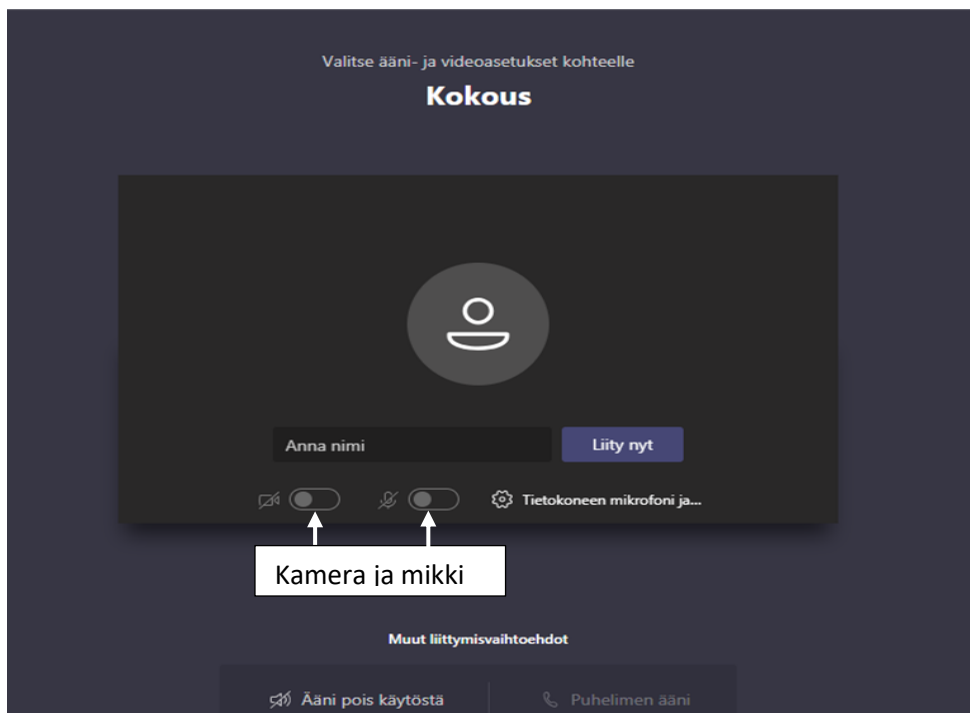 Valitse ääni- ja videoasetukset kohteelle
Kokous
Anna nimi
Liity nyt
Tietokoneen mikrofoni ja...
Kamera ja mikki
Muut liittymisvaihtoehdot
Ääni pois käytöstä
Puhelimen ääni